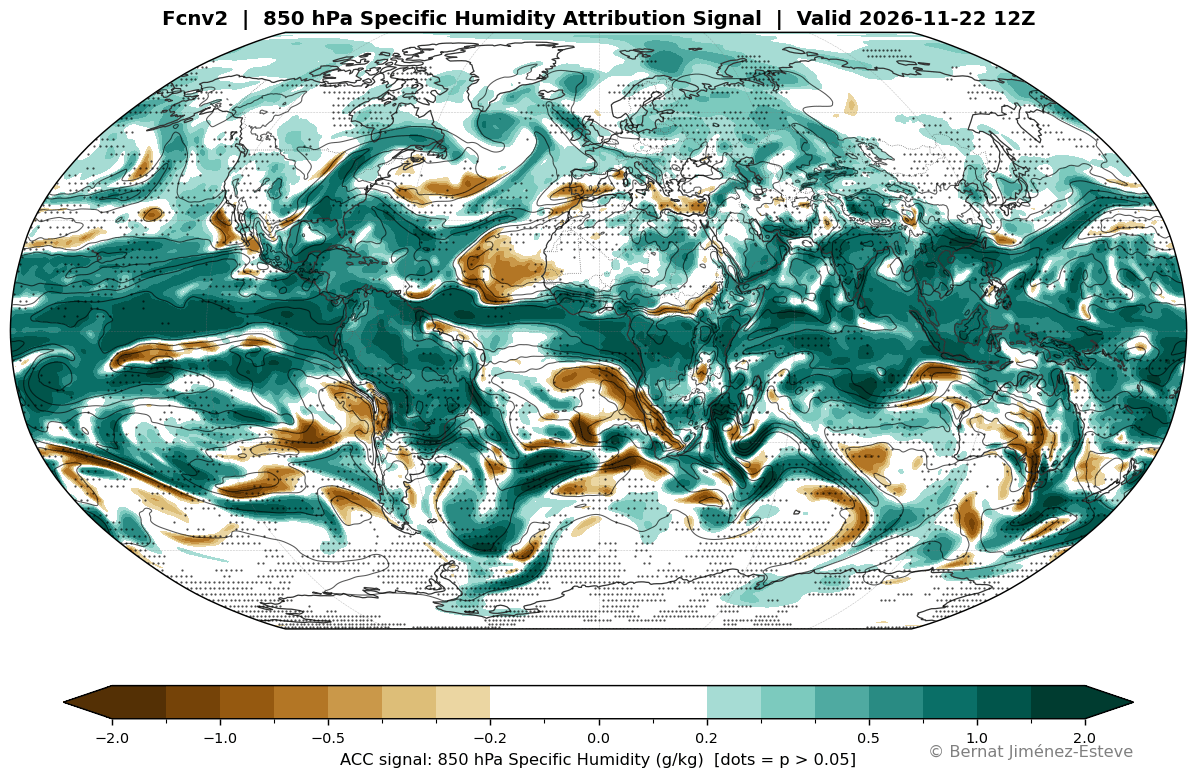 Fcnv2 | 850 hPa Specific Humidity Attribution Signal | Valid 2026-11-22 12Z
−2.0 −1.0 −0.5 −0.2 0.0 0.2 0.5 1.0 2.0
ACC signal: 850 hPa Specific Humidity (g/kg) [dots = p > 0.05]
© Bernat Jiménez-Esteve